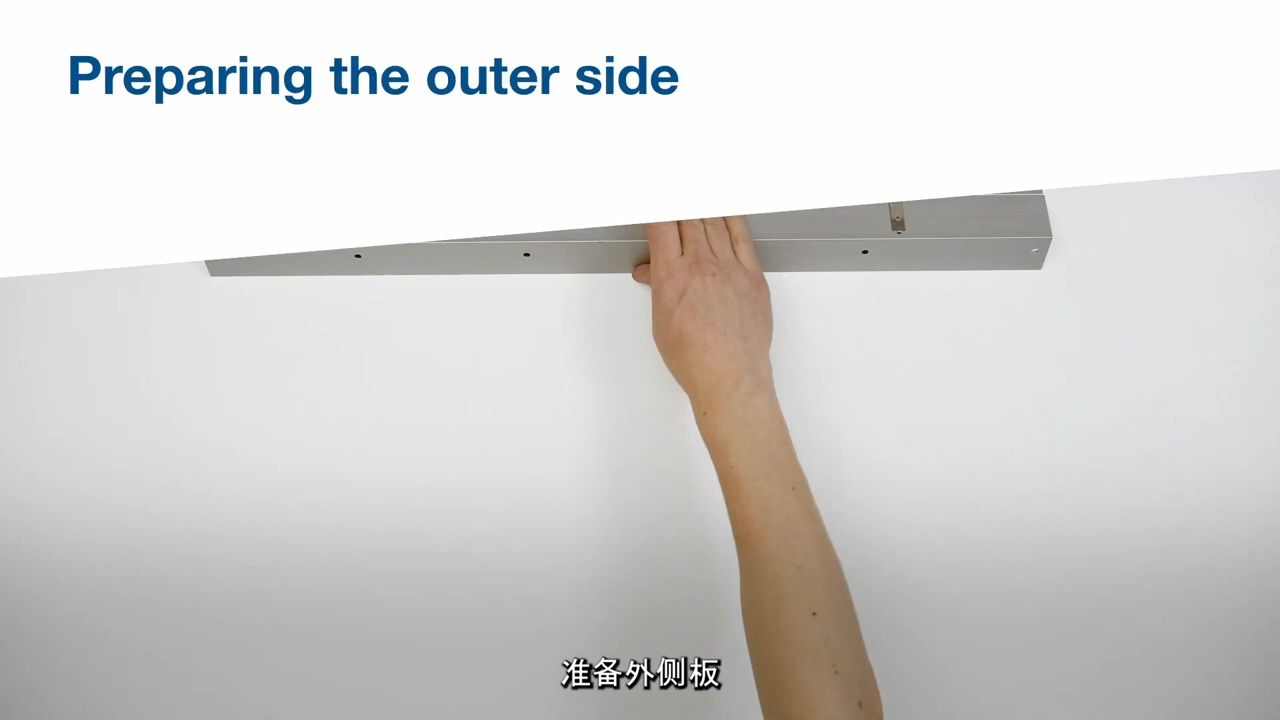 Preparing the outer side
准备外侧板